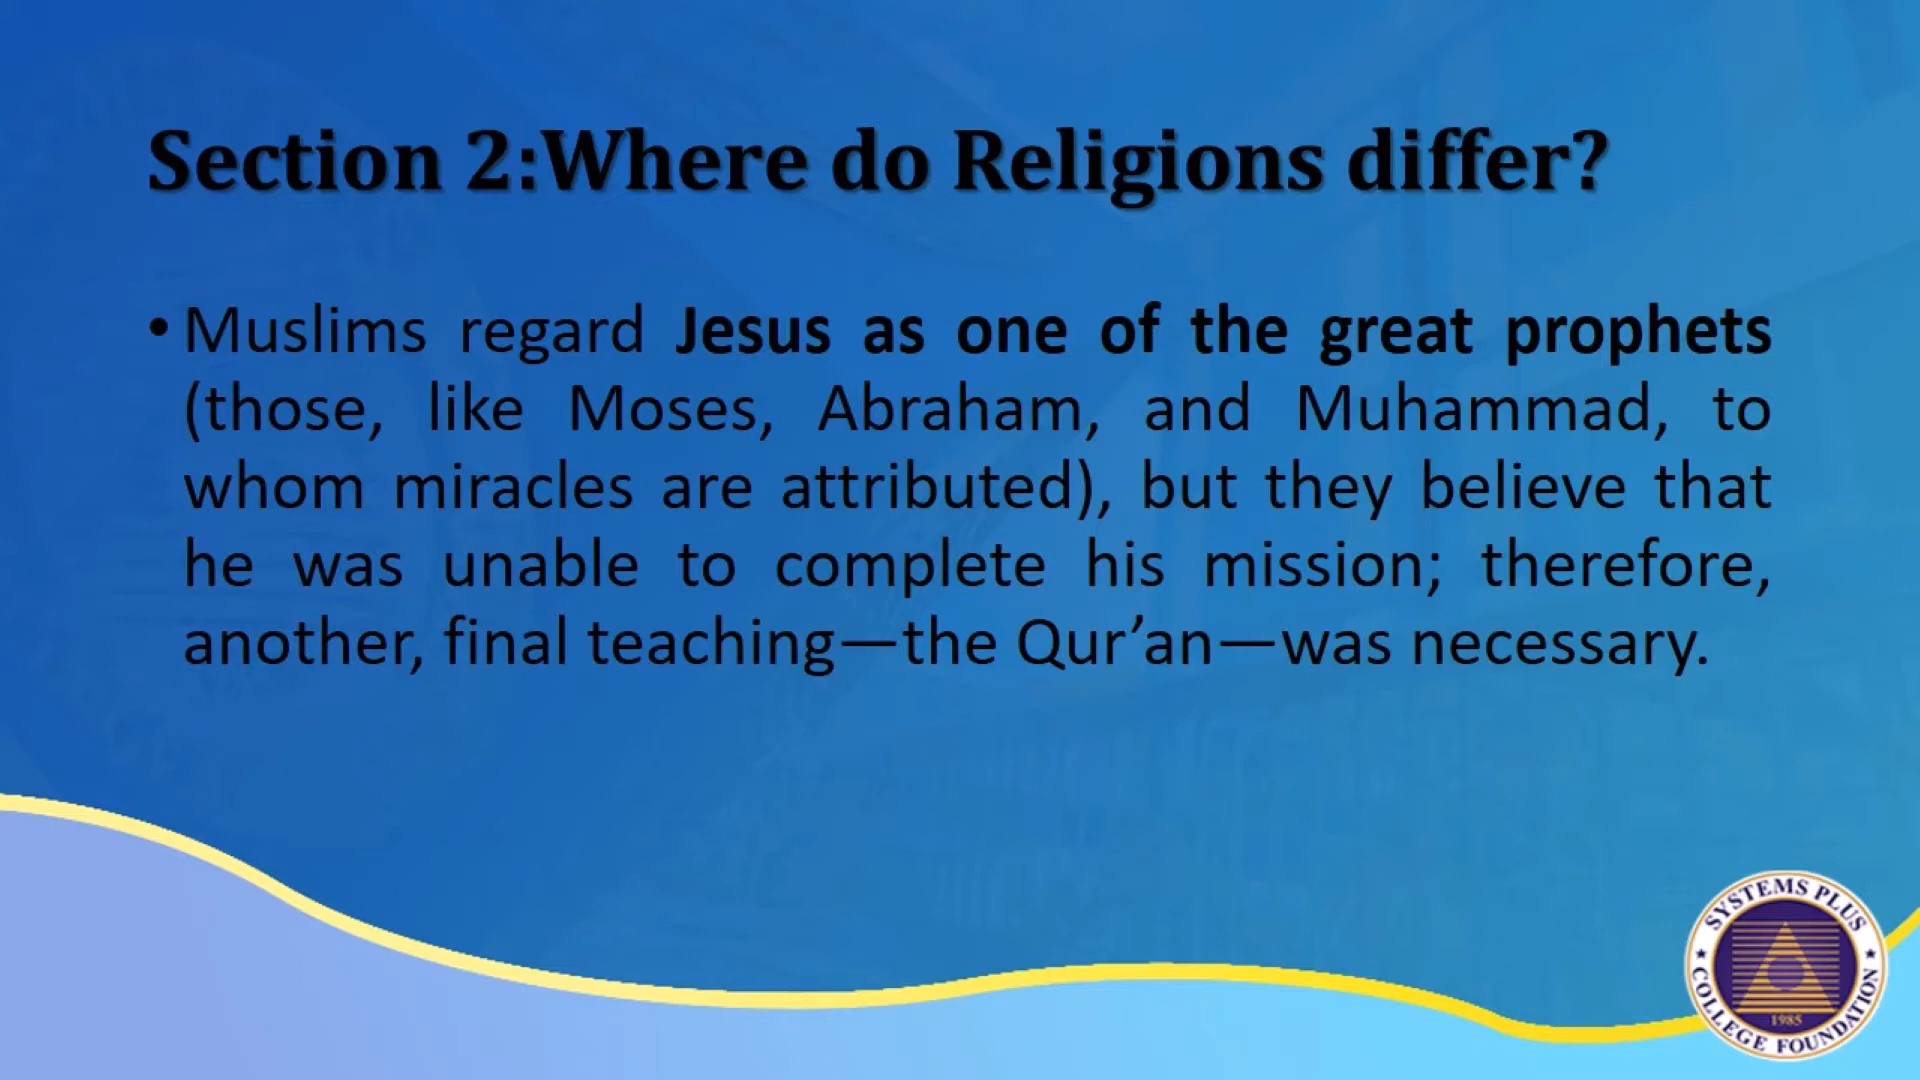 Section 2:Where do Religions differ?
• Muslims regard Jesus as one of the great prophets
(those, like Moses, Abraham, and Muhammad, to
whom miracles are attributed), but they believe that
he was unable to complete his mission; therefore,
another, final teaching—the Qur’an—was necessary.
SYSTEMS PLUS
COLLEGE FOUNDATION
1985